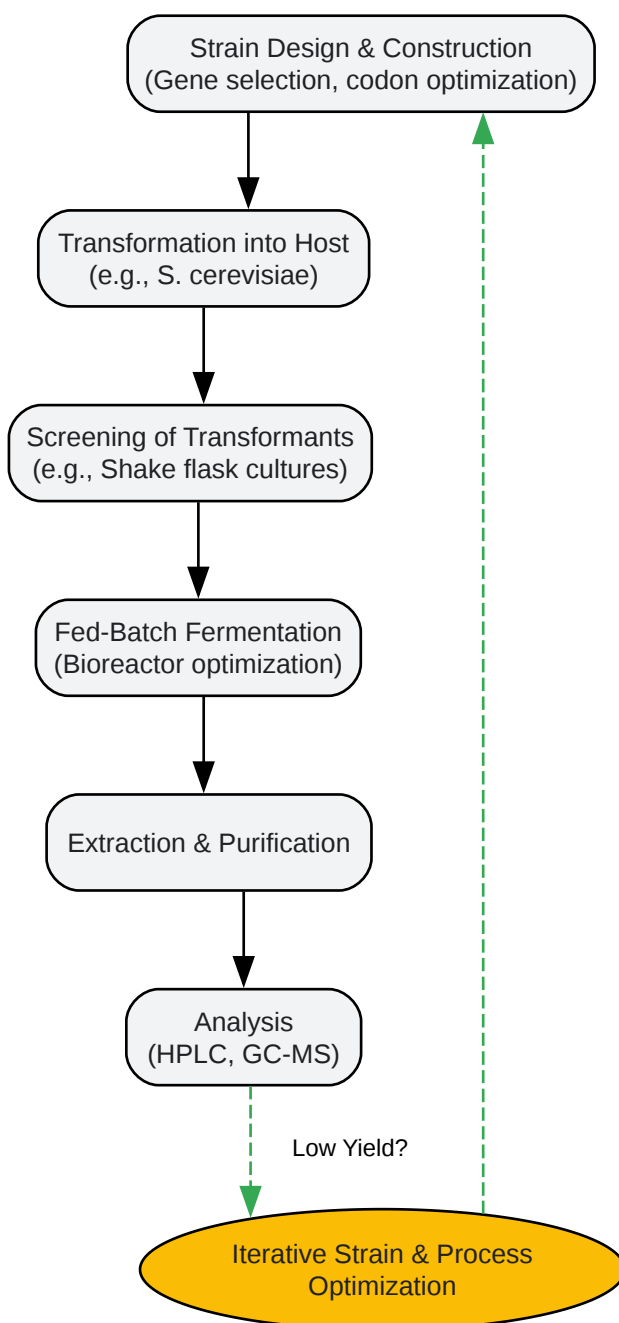 Strain Design & Construction
(Gene selection, codon optimization)
Transformation into Host
(e.g., S. cerevisiae)
Screening of Transformants
(e.g., Shake flask cultures)
Fed-Batch Fermentation
(Bioreactor optimization)
Extraction & Purification
Analysis
(HPLC, GC-MS)
Low Yield?
Iterative Strain & Process
Optimization